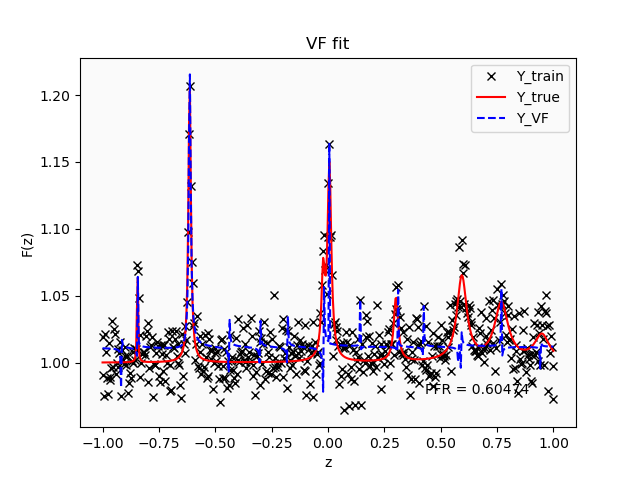 VF fit
Y_train
Y_true
Y_VF
1.20
1.15
1.10
1.05
1.00
F(z)
PFR = 0.60474
−1.00 −0.75 −0.50 −0.25 0.00 0.25 0.50 0.75 1.00
z